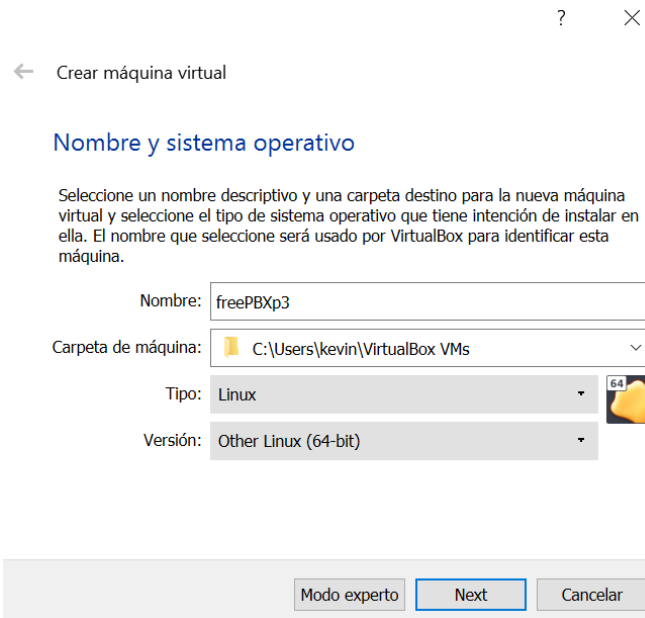 ?
Crear máquina virtual
Nombre y sistema operativo
Seleccione un nombre descriptivo y una carpeta destino para la nueva máquina
virtual y seleccione el tipo de sistema operativo que tiene intención de instalar en
ella. El nombre que seleccione será usado por VirtualBox para identificar esta
máquina.
Nombre: freePBXp3
Carpeta de máquina: C:\Users\kevin\VirtualBox VMs
Tipo: Linux
64
Versión: Other Linux (64-bit)
Modo experto Next Cancelar